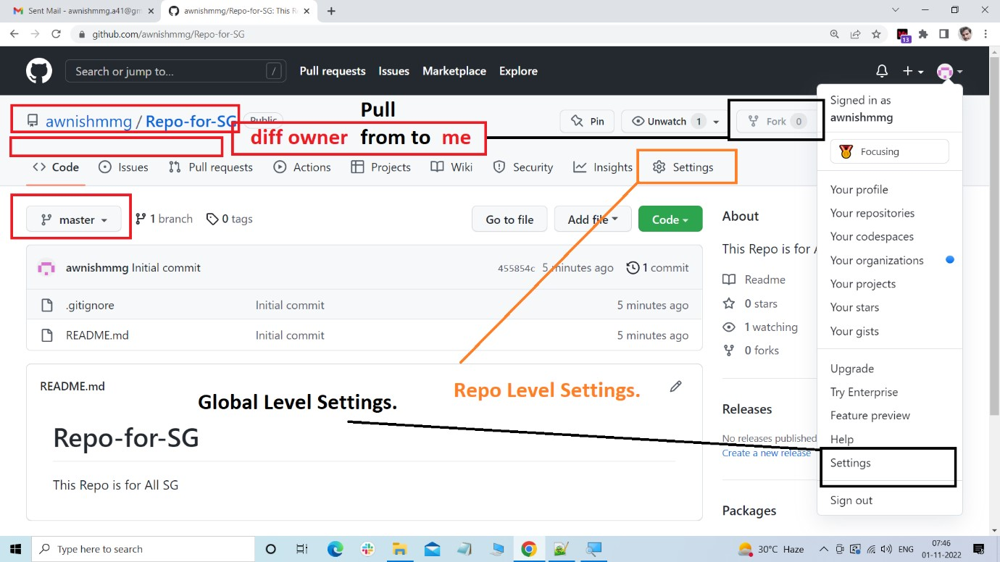 Sent Mail - awnishmmg.a41@gm
awnishmmg/Repo-for-SG: This R
github.com/awnishmmg/Repo-for-SG
13
Search or jump to...
/
Pull requests
Issues
Marketplace
Explore
Signed in as
awnishmmg
Focusing
Your profile
Your repositories
Your codespaces
Your organizations
Your projects
Your stars
Your gists
Upgrade
Try Enterprise
Feature preview
Help
Settings
Sign out
awnishmmg / Repo-for-SG
Public
Pull
diff owner from to me
Pin
Unwatch 1
Fork 0
Code
Issues
Pull requests
Actions
Projects
Wiki
Security
Insights
Settings
master
1 branch
0 tags
Go to file
Add file
Code
awnishmmg Initial commit
455854c 5 minutes ago
1 commit
.gitignore Initial commit 5 minutes ago
README.md Initial commit 5 minutes ago
README.md
Global Level Settings.
Repo Level Settings.
Repo-for-SG
This Repo is for All SG
About
This Repo is for
Readme
0 stars
1 watching
0 forks
Releases
No releases published
Create a new release
Packages
Type here to search
30°C Haze
ENG
07:46
01-11-2022